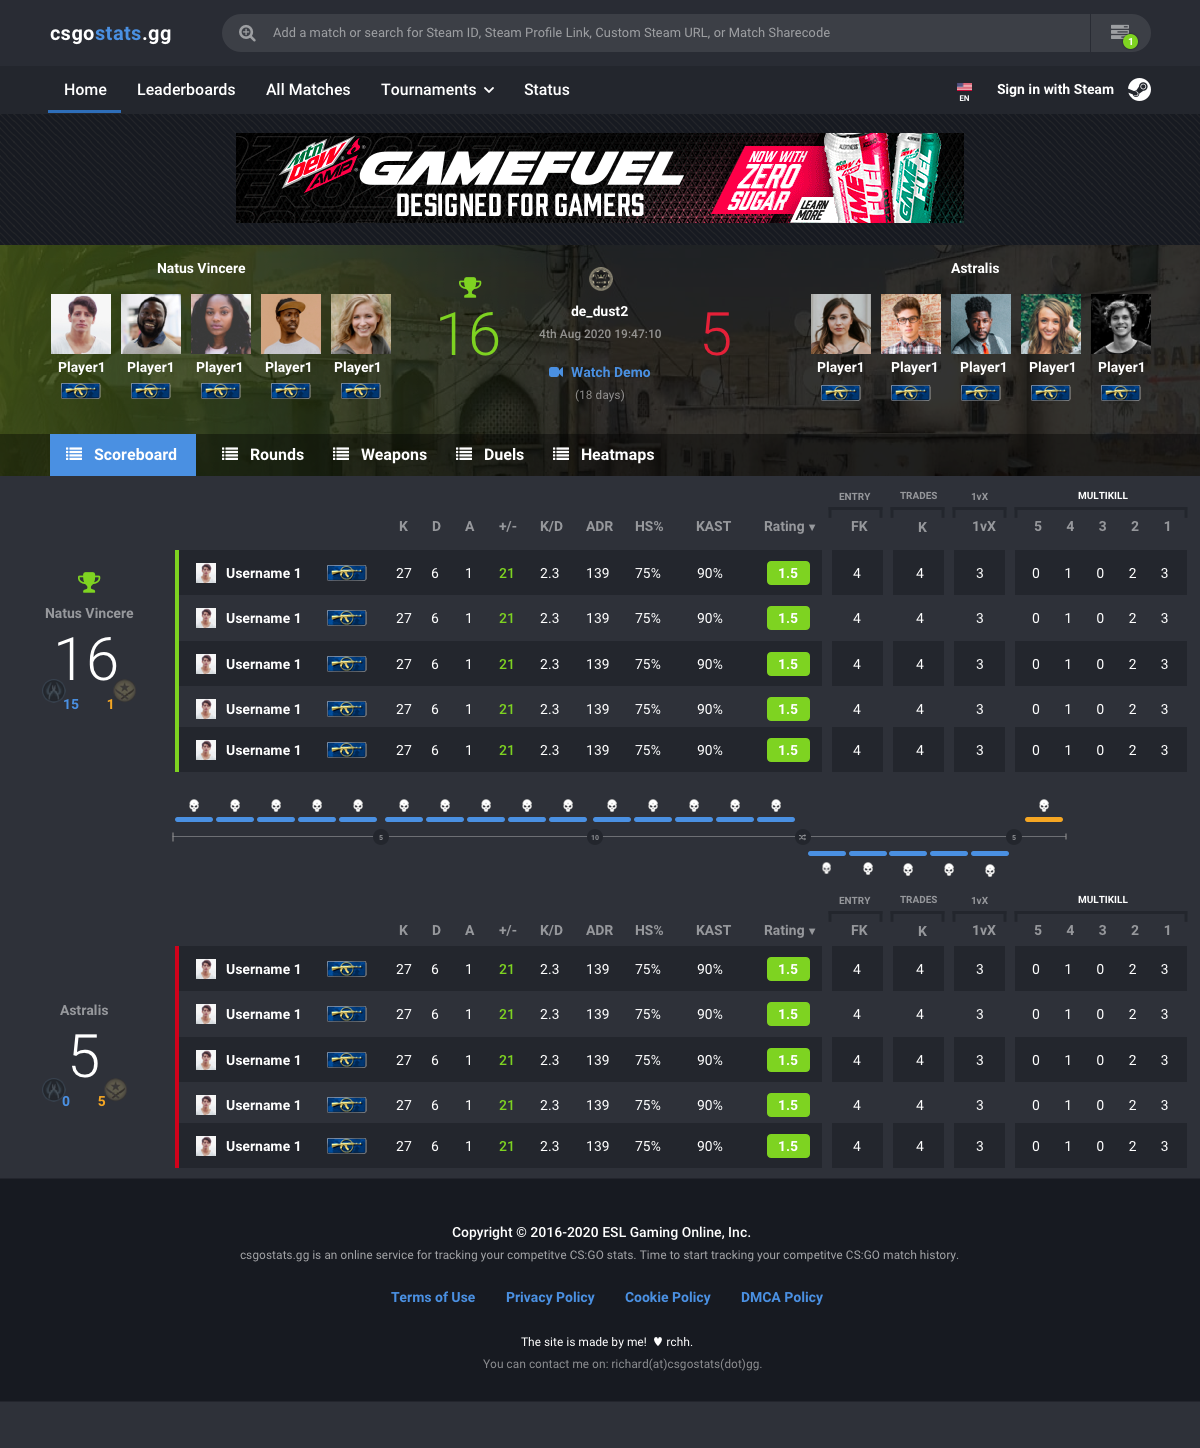 csgostats.gg
Add a match or search for Steam ID, Steam Profile Link, Custom Steam URL, or Match Sharecode
1
Home Leaderboards All Matches Tournaments Status
EN
Sign in with Steam
mtn DEW AMP GAMEFUEL
DESIGNED FOR GAMERS
NOW WITH
ZERO
SUGAR
LEARN
MORE
GAME FUEL
Natus Vincere
Player1 Player1 Player1 Player1 Player1
16
de_dust2
4th Aug 2020 19:47:10
Watch Demo
(18 days)
5
Astralis
Player1 Player1 Player1 Player1 Player1
Scoreboard Rounds Weapons Duels Heatmaps
ENTRY TRADES 1vX MULTIKILL
K D A +/- K/D ADR HS% KAST Rating ▾ FK K 1vX 5 4 3 2 1
Natus Vincere
16
15 1
Username 1 27 6 1 21 2.3 139 75% 90% 1.5 4 4 3 0 1 0 2 3
Username 1 27 6 1 21 2.3 139 75% 90% 1.5 4 4 3 0 1 0 2 3
Username 1 27 6 1 21 2.3 139 75% 90% 1.5 4 4 3 0 1 0 2 3
Username 1 27 6 1 21 2.3 139 75% 90% 1.5 4 4 3 0 1 0 2 3
Username 1 27 6 1 21 2.3 139 75% 90% 1.5 4 4 3 0 1 0 2 3
5 10 5
ENTRY TRADES 1vX MULTIKILL
K D A +/- K/D ADR HS% KAST Rating ▾ FK K 1vX 5 4 3 2 1
Astralis
5
0 5
Username 1 27 6 1 21 2.3 139 75% 90% 1.5 4 4 3 0 1 0 2 3
Username 1 27 6 1 21 2.3 139 75% 90% 1.5 4 4 3 0 1 0 2 3
Username 1 27 6 1 21 2.3 139 75% 90% 1.5 4 4 3 0 1 0 2 3
Username 1 27 6 1 21 2.3 139 75% 90% 1.5 4 4 3 0 1 0 2 3
Username 1 27 6 1 21 2.3 139 75% 90% 1.5 4 4 3 0 1 0 2 3
Copyright © 2016-2020 ESL Gaming Online, Inc.
csgostats.gg is an online service for tracking your competitve CS:GO stats. Time to start tracking your competitve CS:GO match history.
Terms of Use Privacy Policy Cookie Policy DMCA Policy
The site is made by me! ♥ rchh.
You can contact me on: richard(at)csgostats(dot)gg.